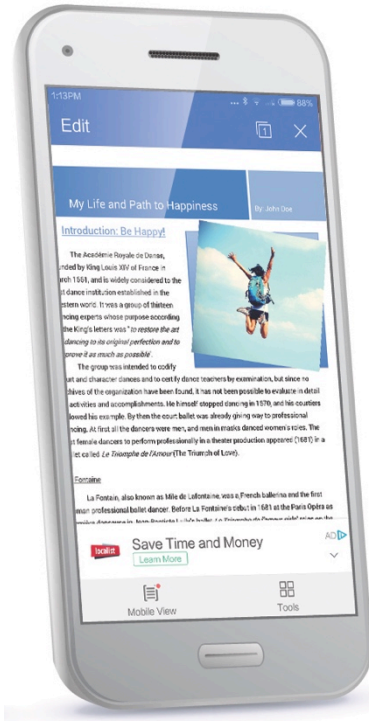 1:13PM ... 88%
Edit 1
My Life and Path to Happiness By: John Doe
Introduction: Be Happy!
The Académie Royale de Danse,
nded by King Louis XIV of France in
rch 1661, and is widely considered to the
st dance institution established in the
estern world. It was a group of thirteen
ncing experts whose purpose according
the King's letters was "to restore the art
dancing to its original perfection and to
prove it as much as possible'.
The group was intended to codify
urt and character dances and to certify dance teachers by examination, but since no
chives of the organization have been found, it has not been possible to evaluate in detail
activities and accomplishments. He himself stopped dancing in 1670, and his courtiers
lowed his example. By then the court ballet was already giving way to professional
ncing. At first all the dancers were men, and men in masks danced women's roles. The
st female dancers to perform professionally in a theater production appeared (1681) in a
llet called Le Triomphe de l'Amour(The Triumph of Love).
Fontaine
La Fontain, also known as Mlle de Lafontaine, was a French ballerina and the first
man professional ballet dancer. Before La Fontaine's debut in 1681 at the Paris Opéra as
localist Save Time and Money AD
Learn More
Mobile View Tools